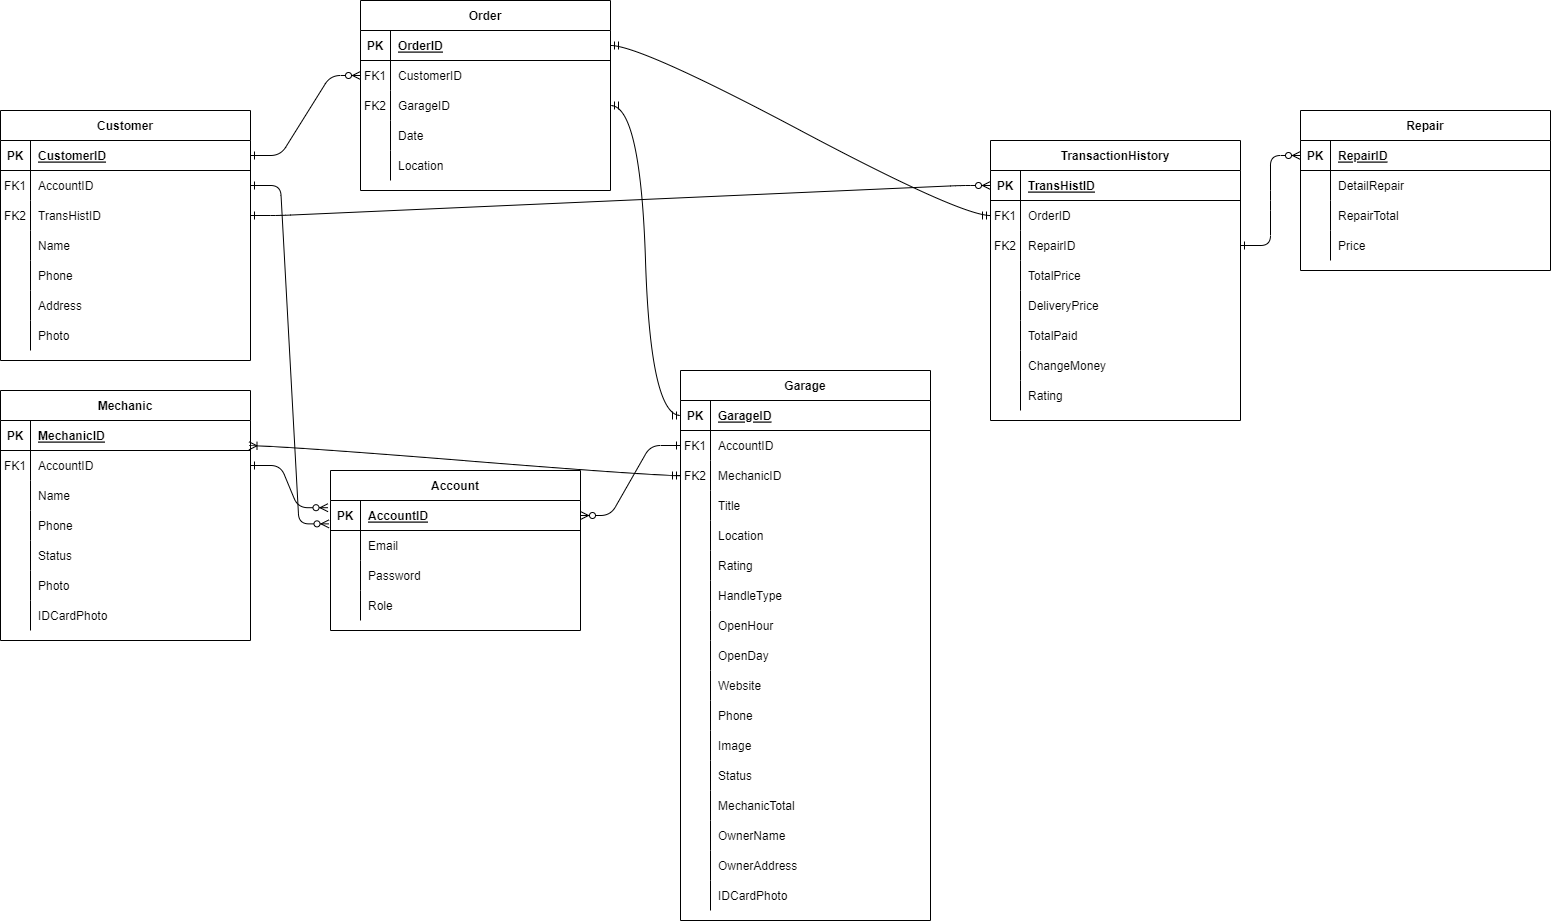 Order
PK OrderID
FK1 CustomerID
FK2 GarageID
Date
Location
Customer
PK CustomerID
FK1 AccountID
FK2 TransHistID
Name
Phone
Address
Photo
TransactionHistory
PK TransHistID
FK1 OrderID
FK2 RepairID
TotalPrice
DeliveryPrice
TotalPaid
ChangeMoney
Rating
Repair
PK RepairID
DetailRepair
RepairTotal
Price
Mechanic
PK MechanicID
FK1 AccountID
Name
Phone
Status
Photo
IDCardPhoto
Account
PK AccountID
Email
Password
Role
Garage
PK GarageID
FK1 AccountID
FK2 MechanicID
Title
Location
Rating
HandleType
OpenHour
OpenDay
Website
Phone
Image
Status
MechanicTotal
OwnerName
OwnerAddress
IDCardPhoto